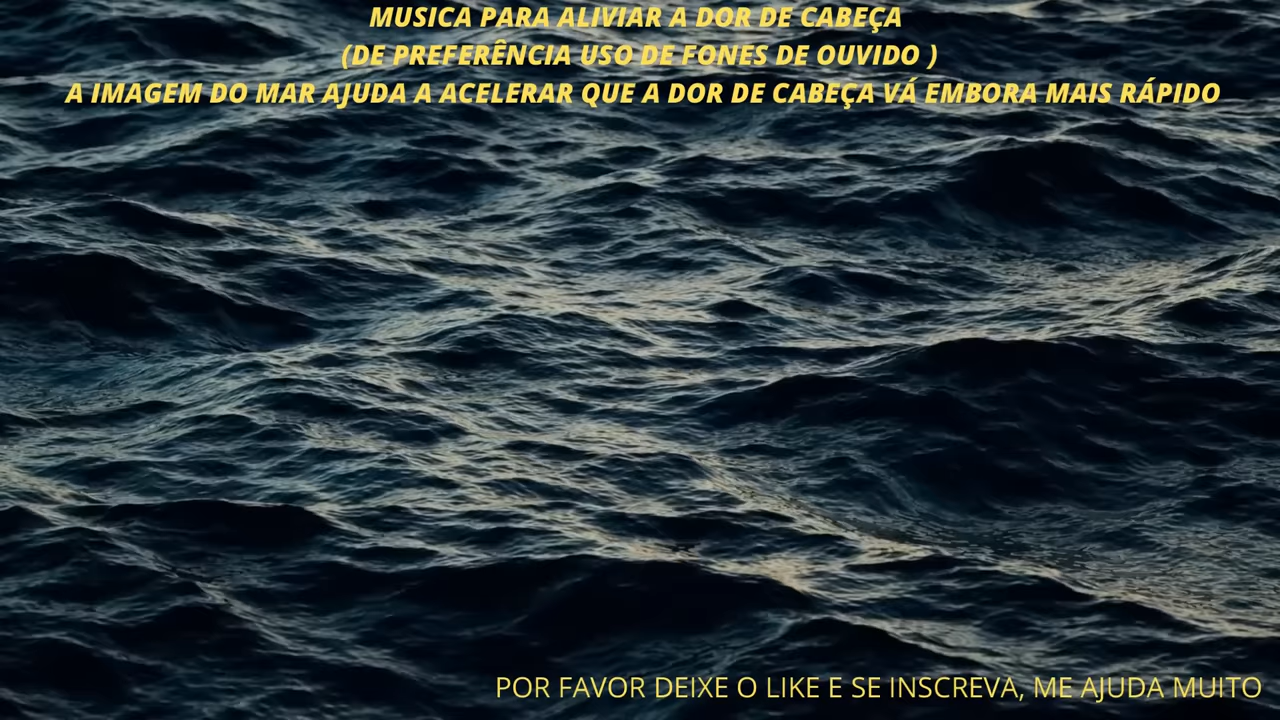 MUSICA PARA ALIVIAR A DOR DE CABEÇA
(DE PREFERÊNCIA USO DE FONES DE OUVIDO )
A IMAGEM DO MAR AJUDA A ACELERAR QUE A DOR DE CABEÇA VÁ EMBORA MAIS RÁPIDO
POR FAVOR DEIXE O LIKE E SE INSCREVA, ME AJUDA MUITO